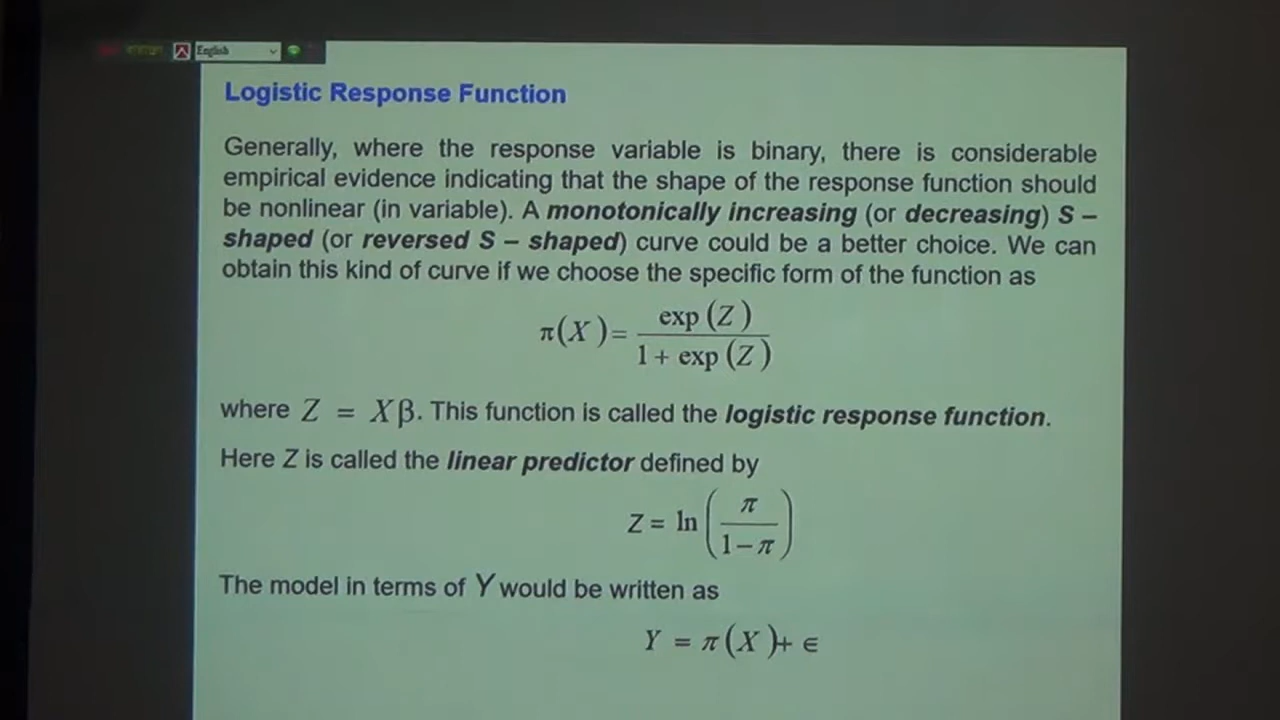 English
Logistic Response Function
Generally, where the response variable is binary, there is considerable
empirical evidence indicating that the shape of the response function should
be nonlinear (in variable). A monotonically increasing (or decreasing) S –
shaped (or reversed S – shaped) curve could be a better choice. We can
obtain this kind of curve if we choose the specific form of the function as
π(X) = exp(Z) / 1 + exp(Z)
where Z = Xβ. This function is called the logistic response function.
Here Z is called the linear predictor defined by
Z = ln(π / 1 − π)
The model in terms of Y would be written as
Y = π(X) + ∈